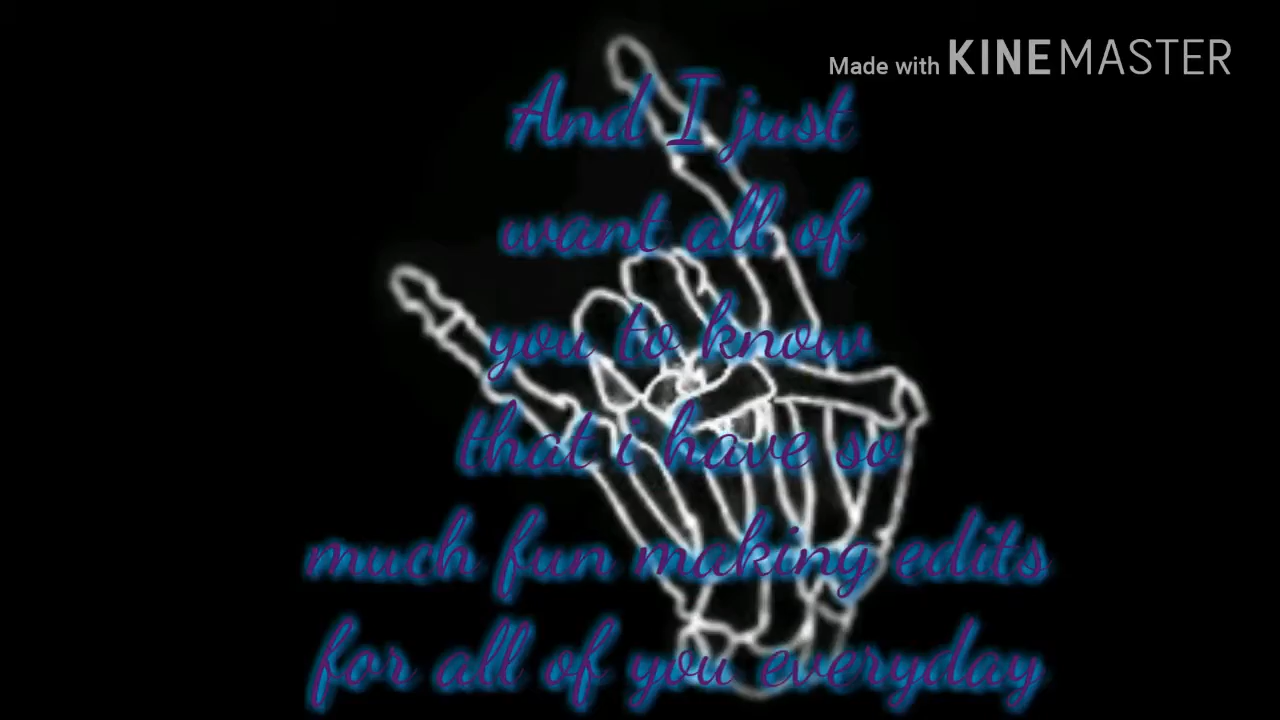 Made with KINEMASTER
And I just
want all of
you to know
that i have so
much fun making edits
for all of you everyday